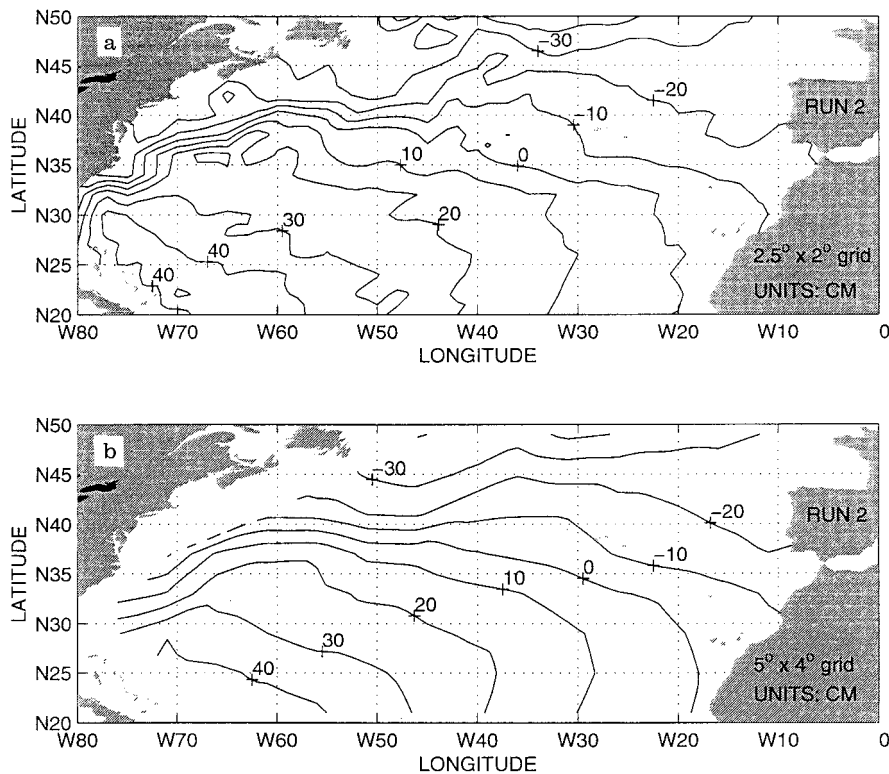 a
N50
N45
N40
N35
N30
N25
N20
LATITUDE
−30
−20
−10
0
10
20
30
40
40
RUN 2
2.5° x 2° grid
UNITS: CM
W80 W70 W60 W50 W40 W30 W20 W10 0
LONGITUDE
b
N50
N45
N40
N35
N30
N25
N20
LATITUDE
−30
−20
−10
0
10
20
30
40
RUN 2
5° x 4° grid
UNITS: CM
W80 W70 W60 W50 W40 W30 W20 W10 0
LONGITUDE